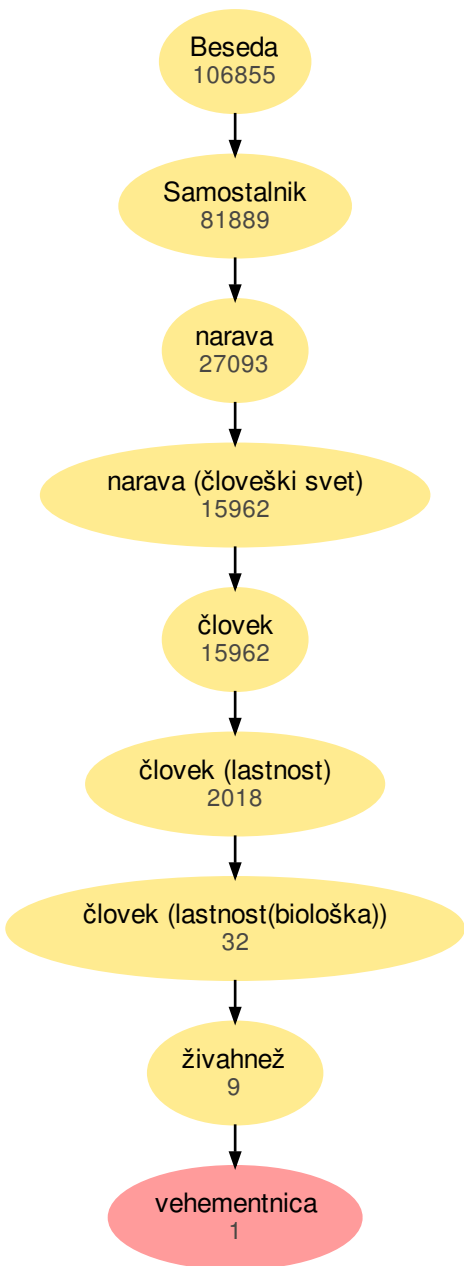 Beseda
106855
Samostalnik
81889
narava
27093
narava (človeški svet)
15962
človek
15962
človek (lastnost)
2018
človek (lastnost(biološka))
32
živahnež
9
vehementnica
1